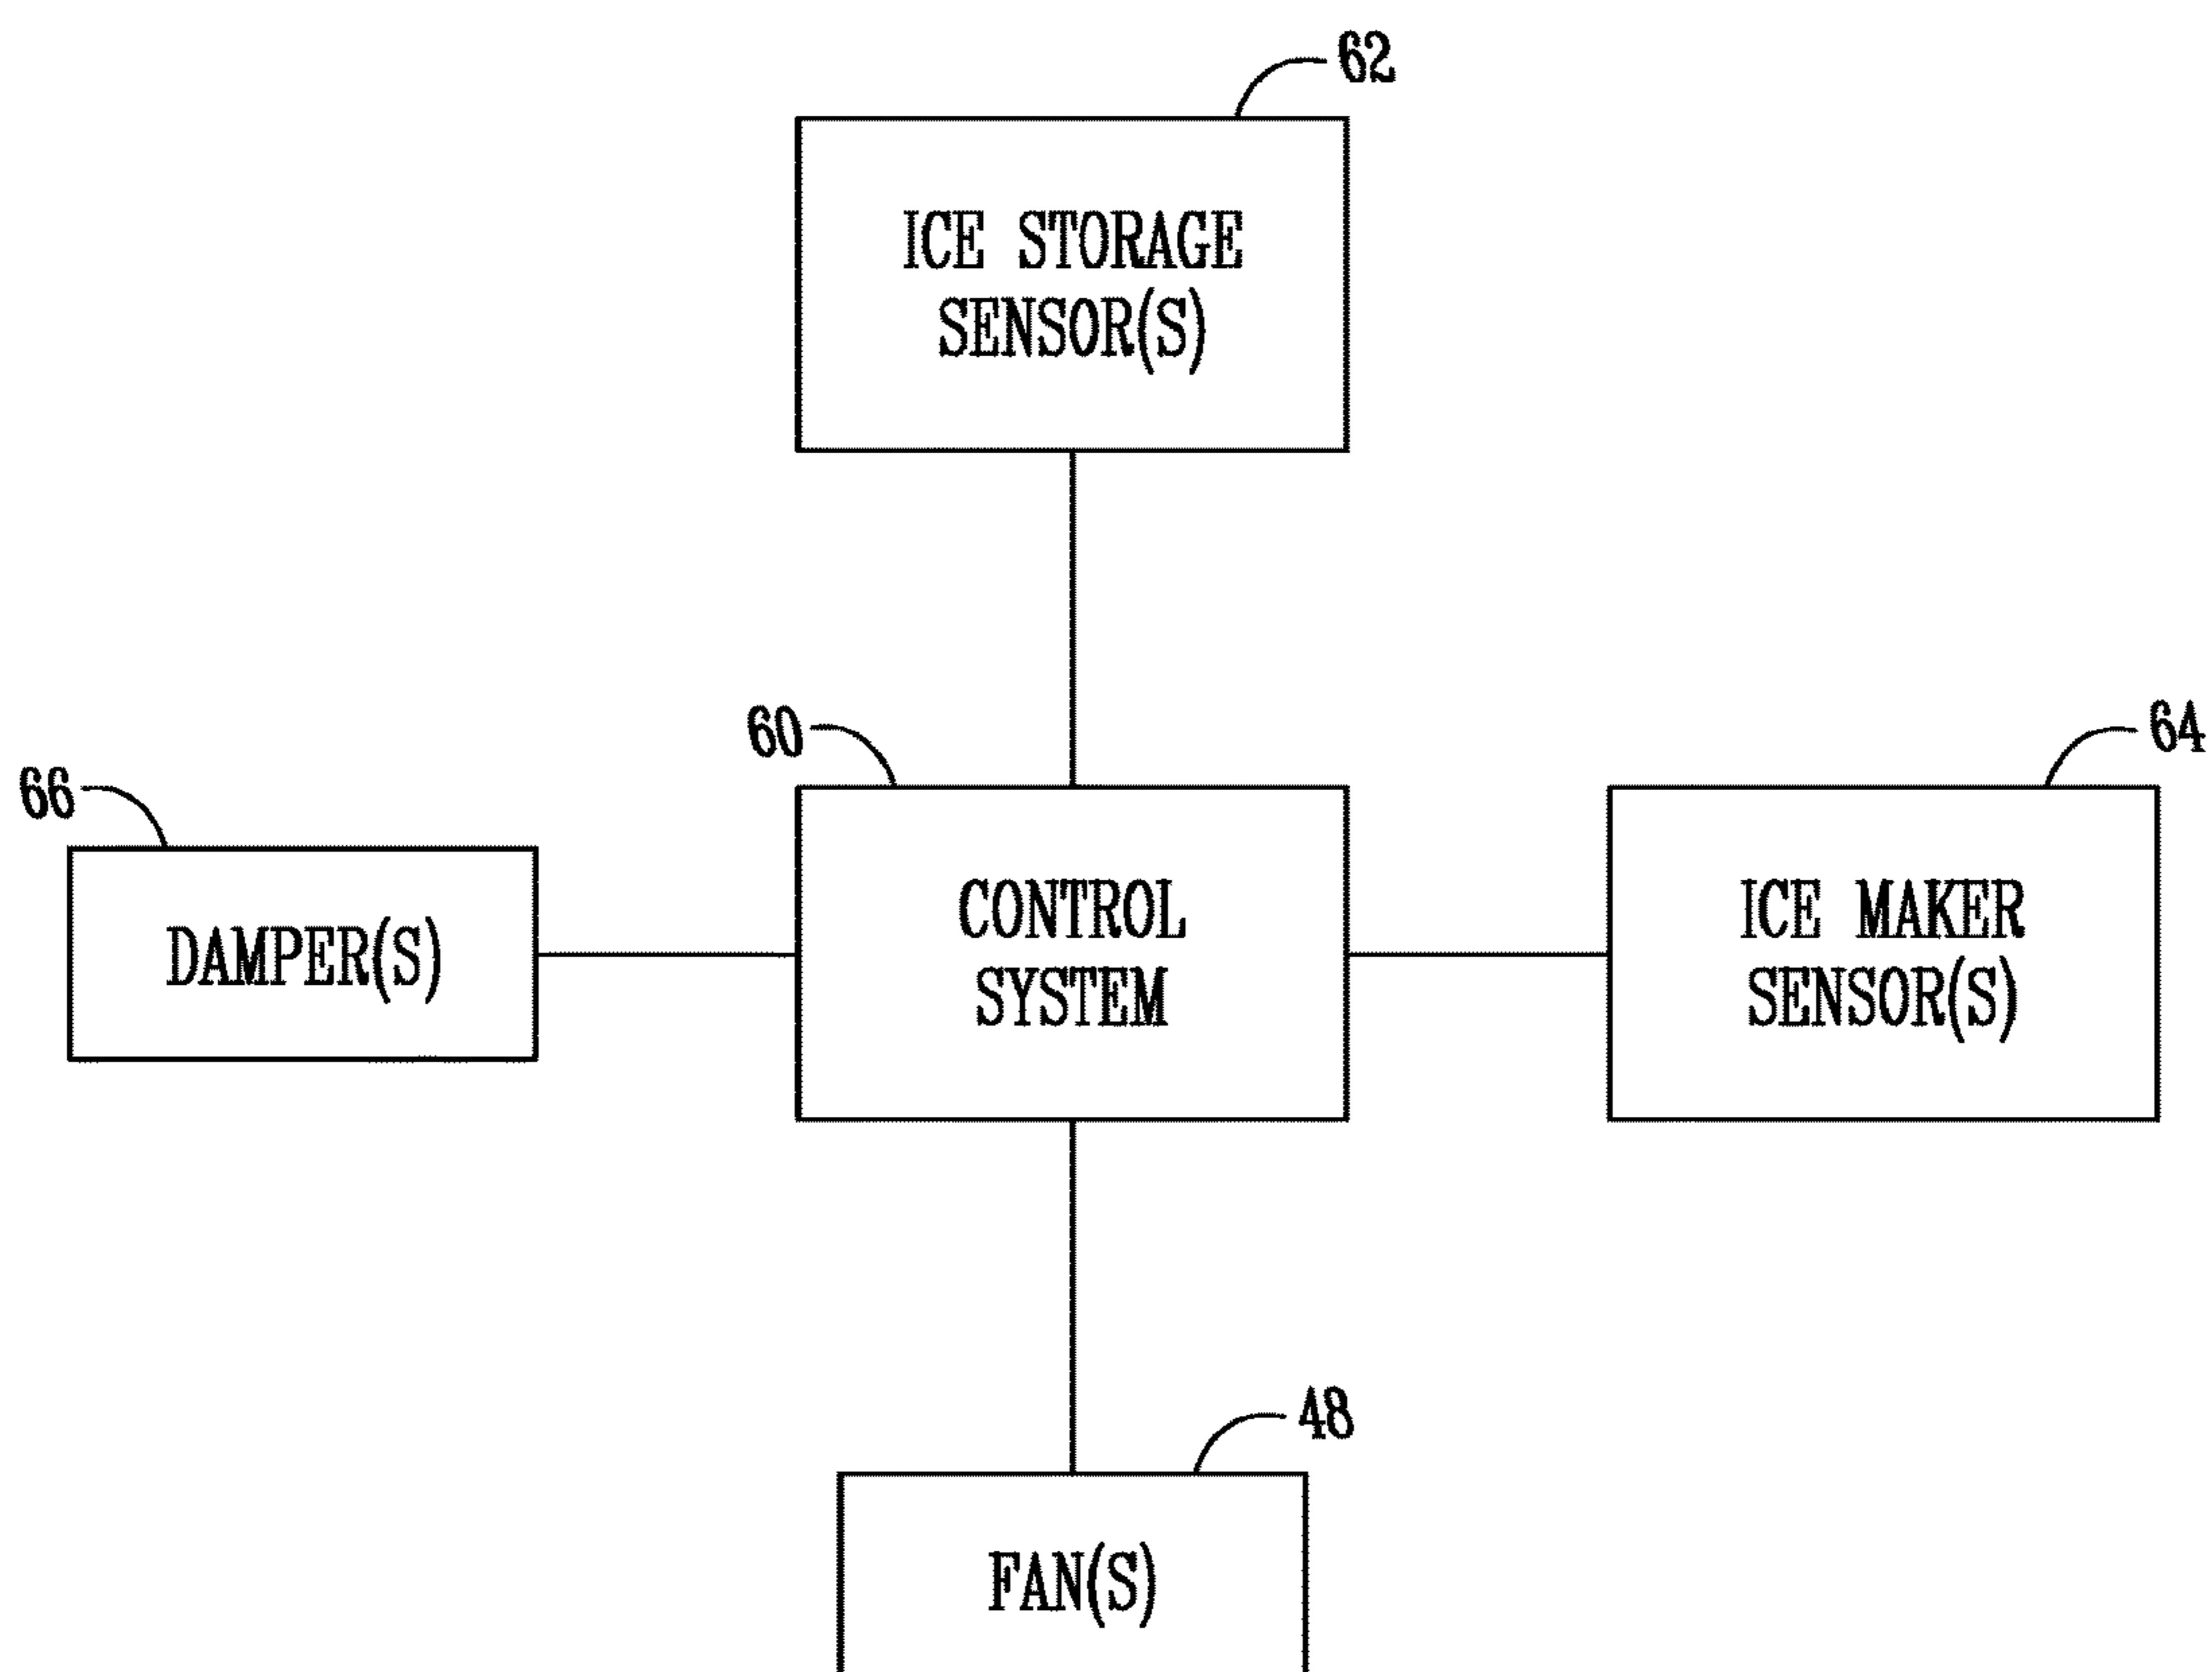 62
ICE STORAGE
SENSOR(S)
60
64
66
CONTROL
SYSTEM
ICE MAKER
SENSOR(S)
DAMPER(S)
48
FAN(S)